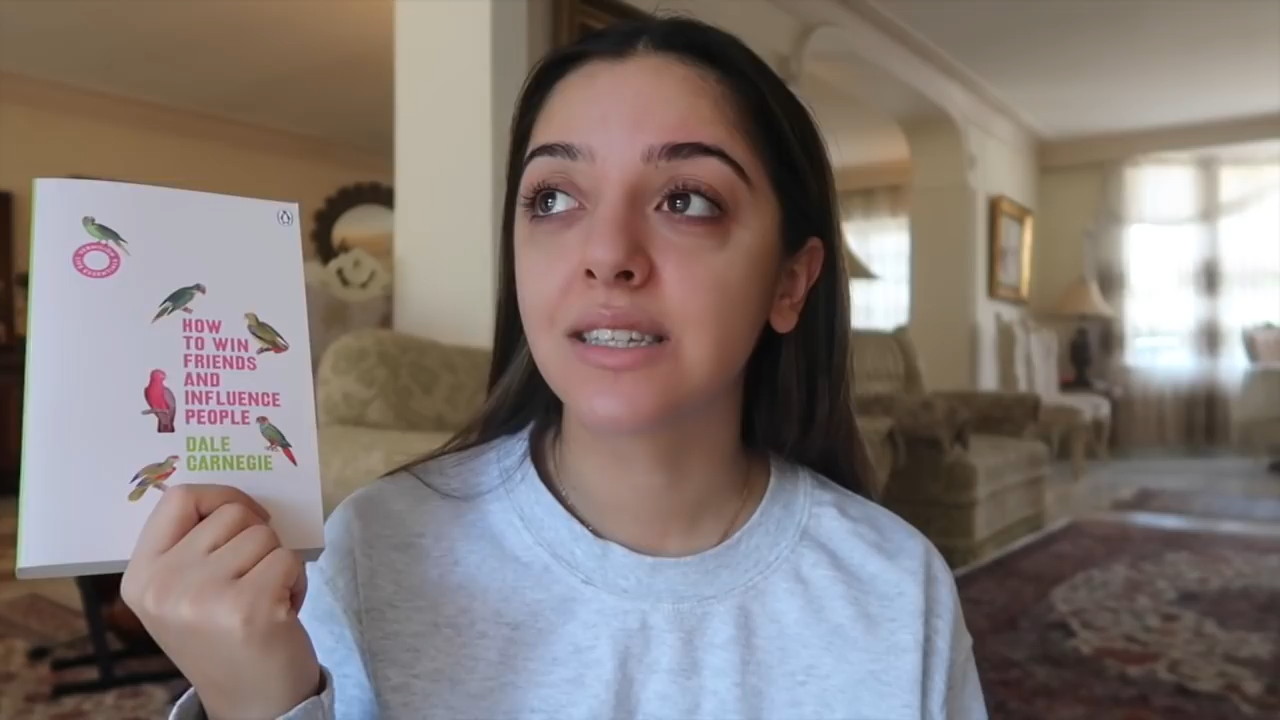 HOW
TO WIN
FRIENDS
AND
INFLUENCE
PEOPLE
DALE
CARNEGIE